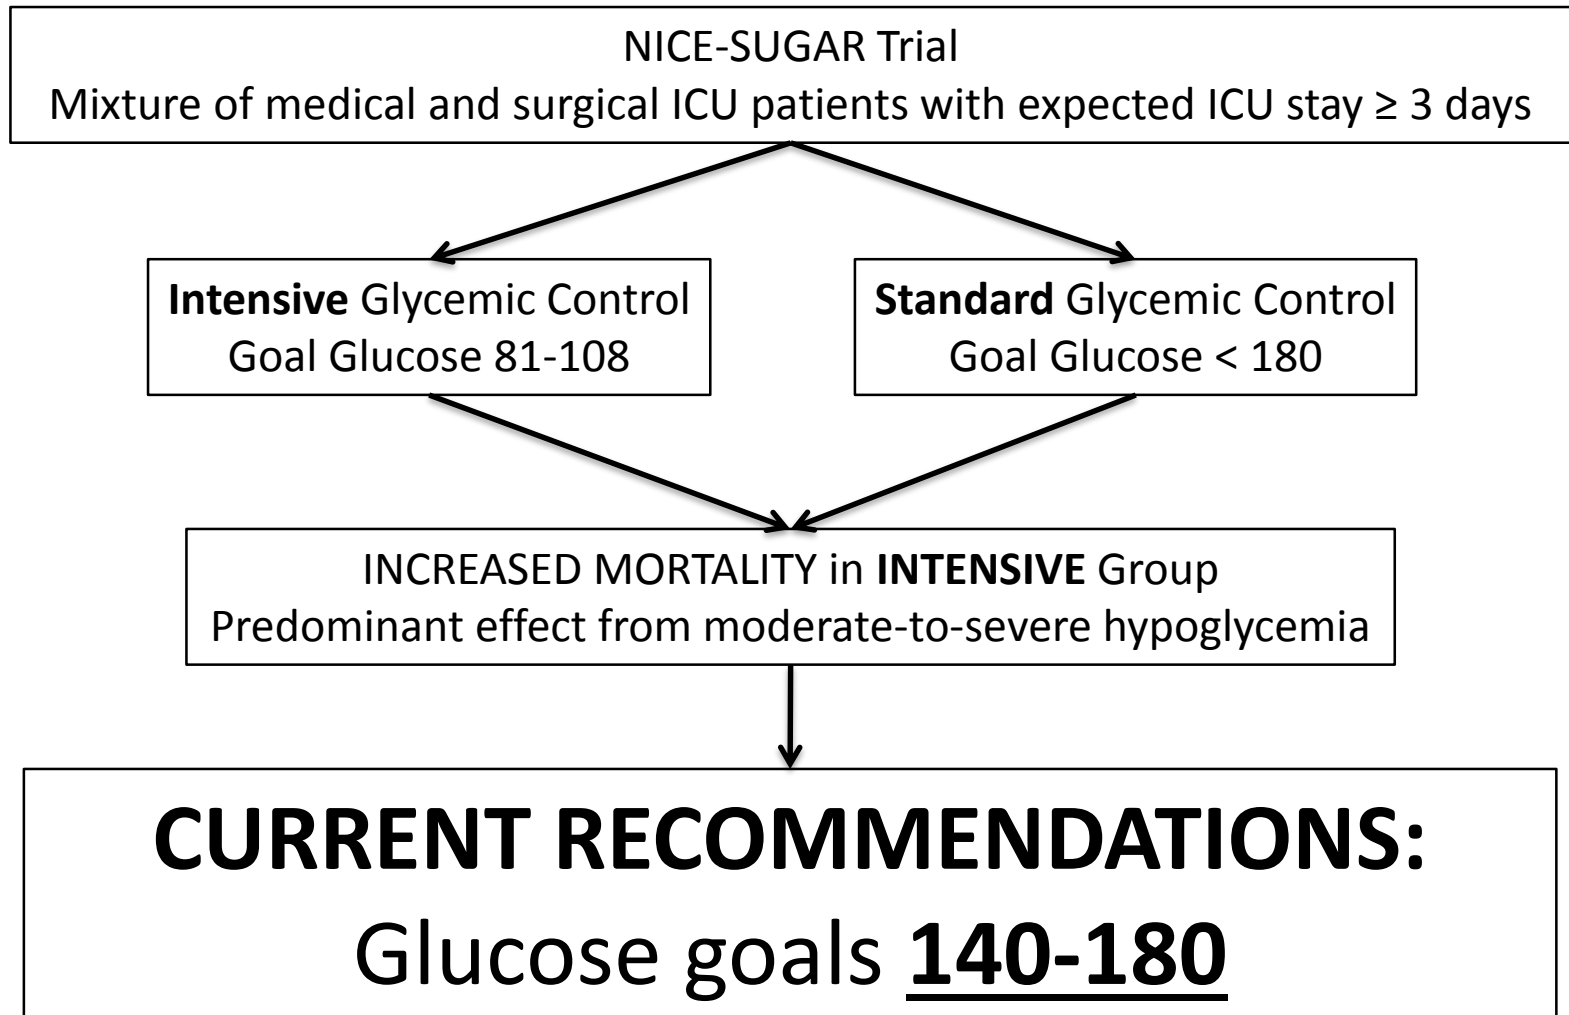 NICE-SUGAR Trial
Mixture of medical and surgical ICU patients with expected ICU stay ≥ 3 days
Intensive Glycemic Control
Goal Glucose 81-108
Standard Glycemic Control
Goal Glucose < 180
INCREASED MORTALITY in INTENSIVE Group
Predominant effect from moderate-to-severe hypoglycemia
CURRENT RECOMMENDATIONS:
Glucose goals 140-180